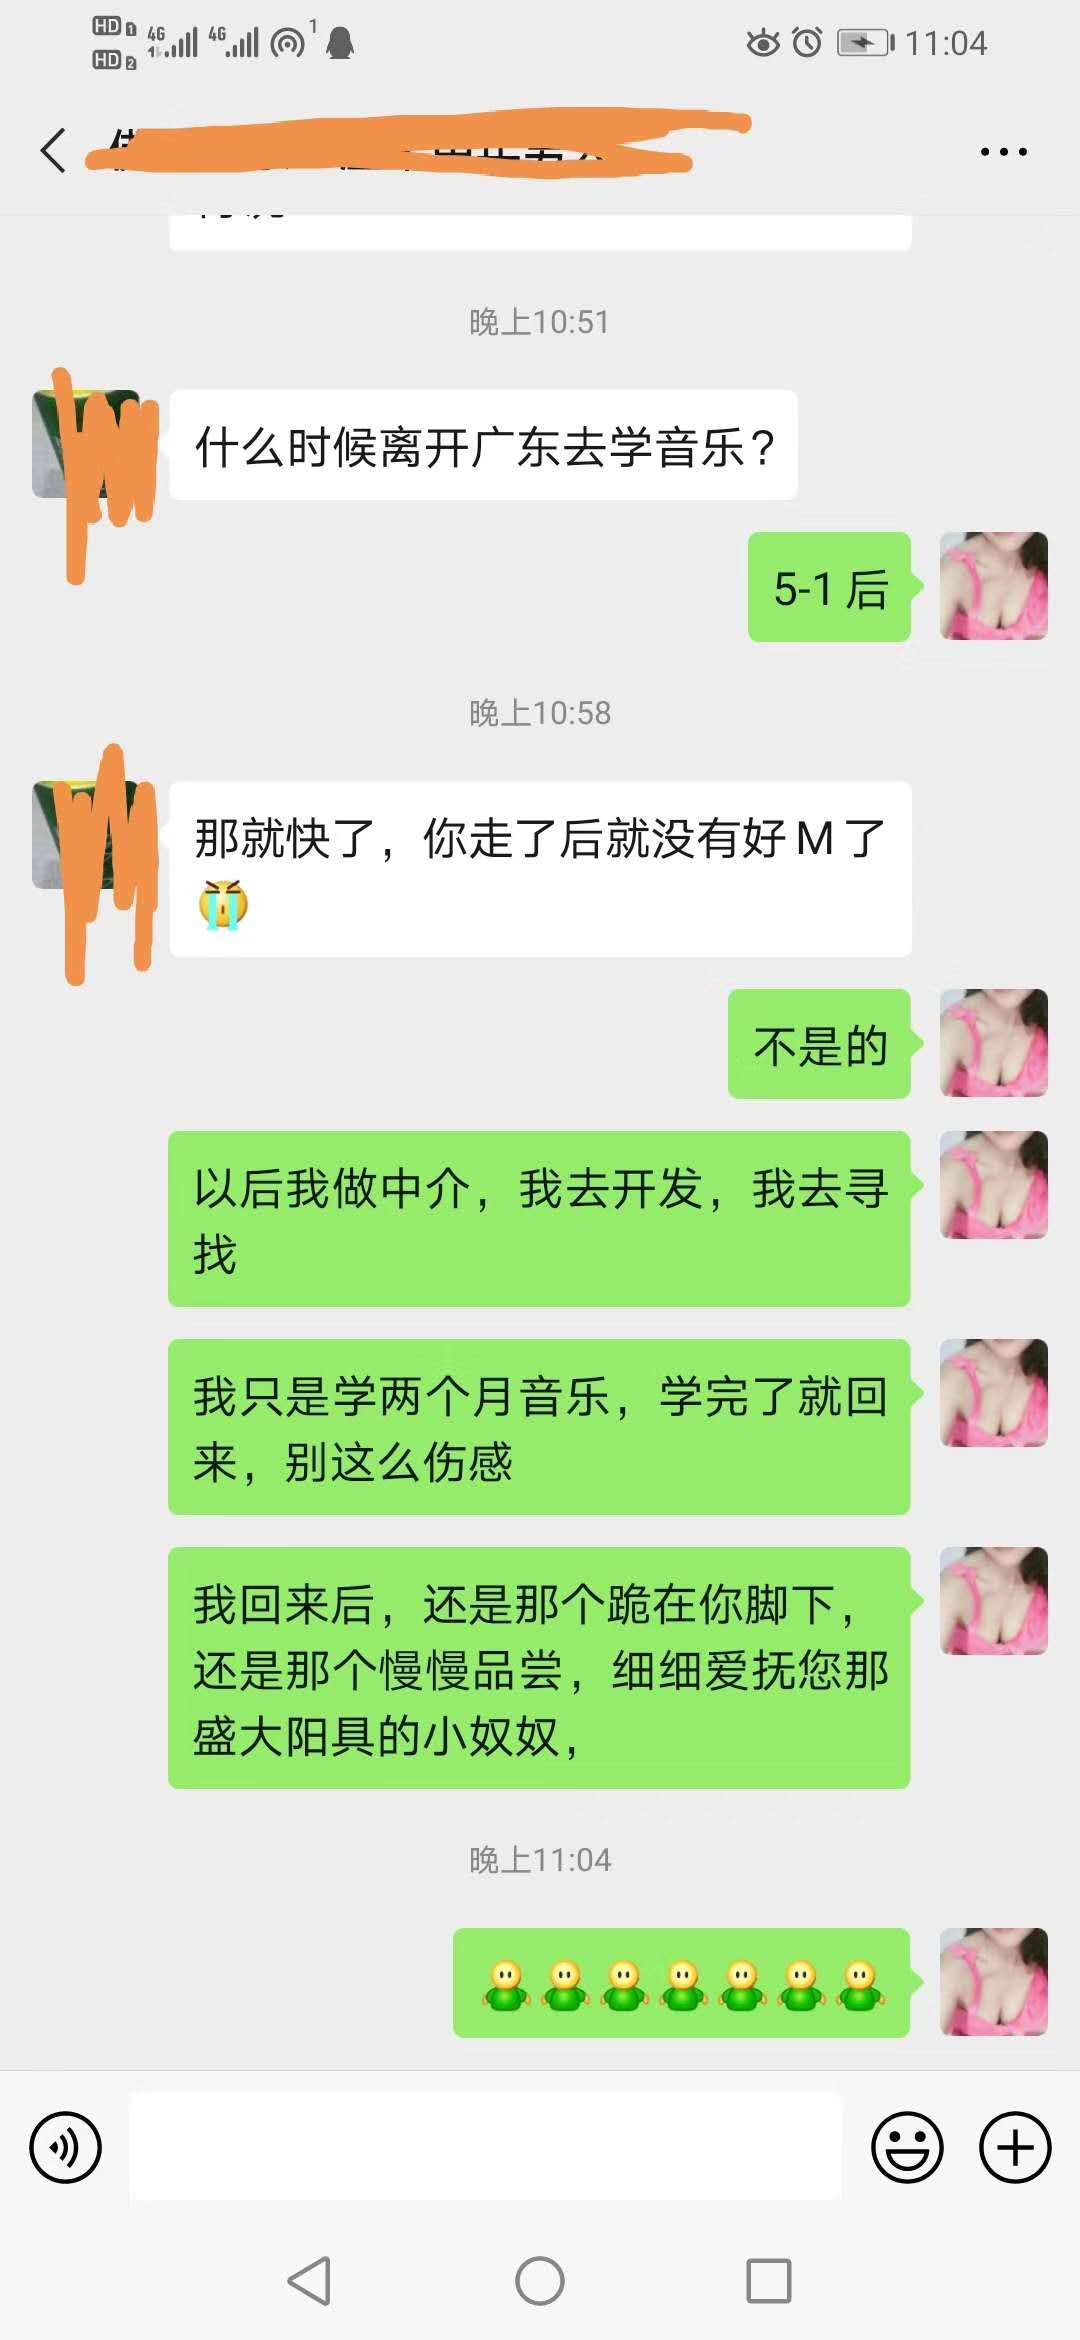 HD 1 4G 4G 1 11:04
HD 2
晚上10:51
什么时候离开广东去学音乐?
5-1 后
晚上10:58
那就快了，你走了后就没有好 M 了
不是的
以后我做中介，我去开发，我去寻
找
我只是学两个月音乐，学完了就回
来，别这么伤感
我回来后，还是那个跪在你脚下，
还是那个慢慢品尝，细细爱抚您那
盛大阳具的小奴奴，
晚上11:04